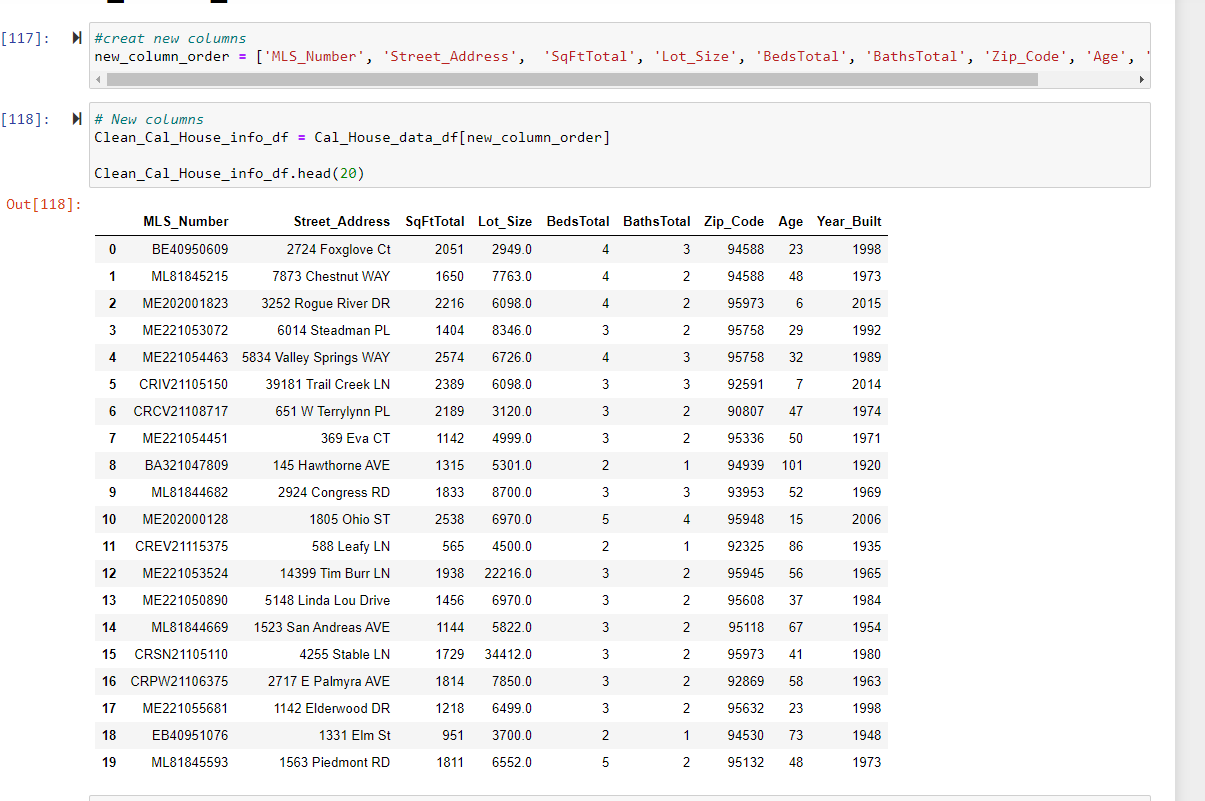 [117]: #creat new columns
new_column_order = ['MLS_Number', 'Street_Address', 'SqFtTotal', 'Lot_Size', 'BedsTotal', 'BathsTotal', 'Zip_Code', 'Age', '
[118]: # New columns
Clean_Cal_House_info_df = Cal_House_data_df[new_column_order]
Clean_Cal_House_info_df.head(20)
Out[118]:
MLS_Number Street_Address SqFtTotal Lot_Size BedsTotal BathsTotal Zip_Code Age Year_Built
0 BE40950609 2724 Foxglove Ct 2051 2949.0 4 3 94588 23 1998
1 ML81845215 7873 Chestnut WAY 1650 7763.0 4 2 94588 48 1973
2 ME202001823 3252 Rogue River DR 2216 6098.0 4 2 95973 6 2015
3 ME221053072 6014 Steadman PL 1404 8346.0 3 2 95758 29 1992
4 ME221054463 5834 Valley Springs WAY 2574 6726.0 4 3 95758 32 1989
5 CRIV21105150 39181 Trail Creek LN 2389 6098.0 3 3 92591 7 2014
6 CRCV21108717 651 W Terrylynn PL 2189 3120.0 3 2 90807 47 1974
7 ME221054451 369 Eva CT 1142 4999.0 3 2 95336 50 1971
8 BA321047809 145 Hawthorne AVE 1315 5301.0 2 1 94939 101 1920
9 ML81844682 2924 Congress RD 1833 8700.0 3 3 93953 52 1969
10 ME202000128 1805 Ohio ST 2538 6970.0 5 4 95948 15 2006
11 CREV21115375 588 Leafy LN 565 4500.0 2 1 92325 86 1935
12 ME221053524 14399 Tim Burr LN 1938 22216.0 3 2 95945 56 1965
13 ME221050890 5148 Linda Lou Drive 1456 6970.0 3 2 95608 37 1984
14 ML81844669 1523 San Andreas AVE 1144 5822.0 3 2 95118 67 1954
15 CRSN21105110 4255 Stable LN 1729 34412.0 3 2 95973 41 1980
16 CRPW21106375 2717 E Palmyra AVE 1814 7850.0 3 2 92869 58 1963
17 ME221055681 1142 Elderwood DR 1218 6499.0 3 2 95632 23 1998
18 EB40951076 1331 Elm St 951 3700.0 2 1 94530 73 1948
19 ML81845593 1563 Piedmont RD 1811 6552.0 5 2 95132 48 1973